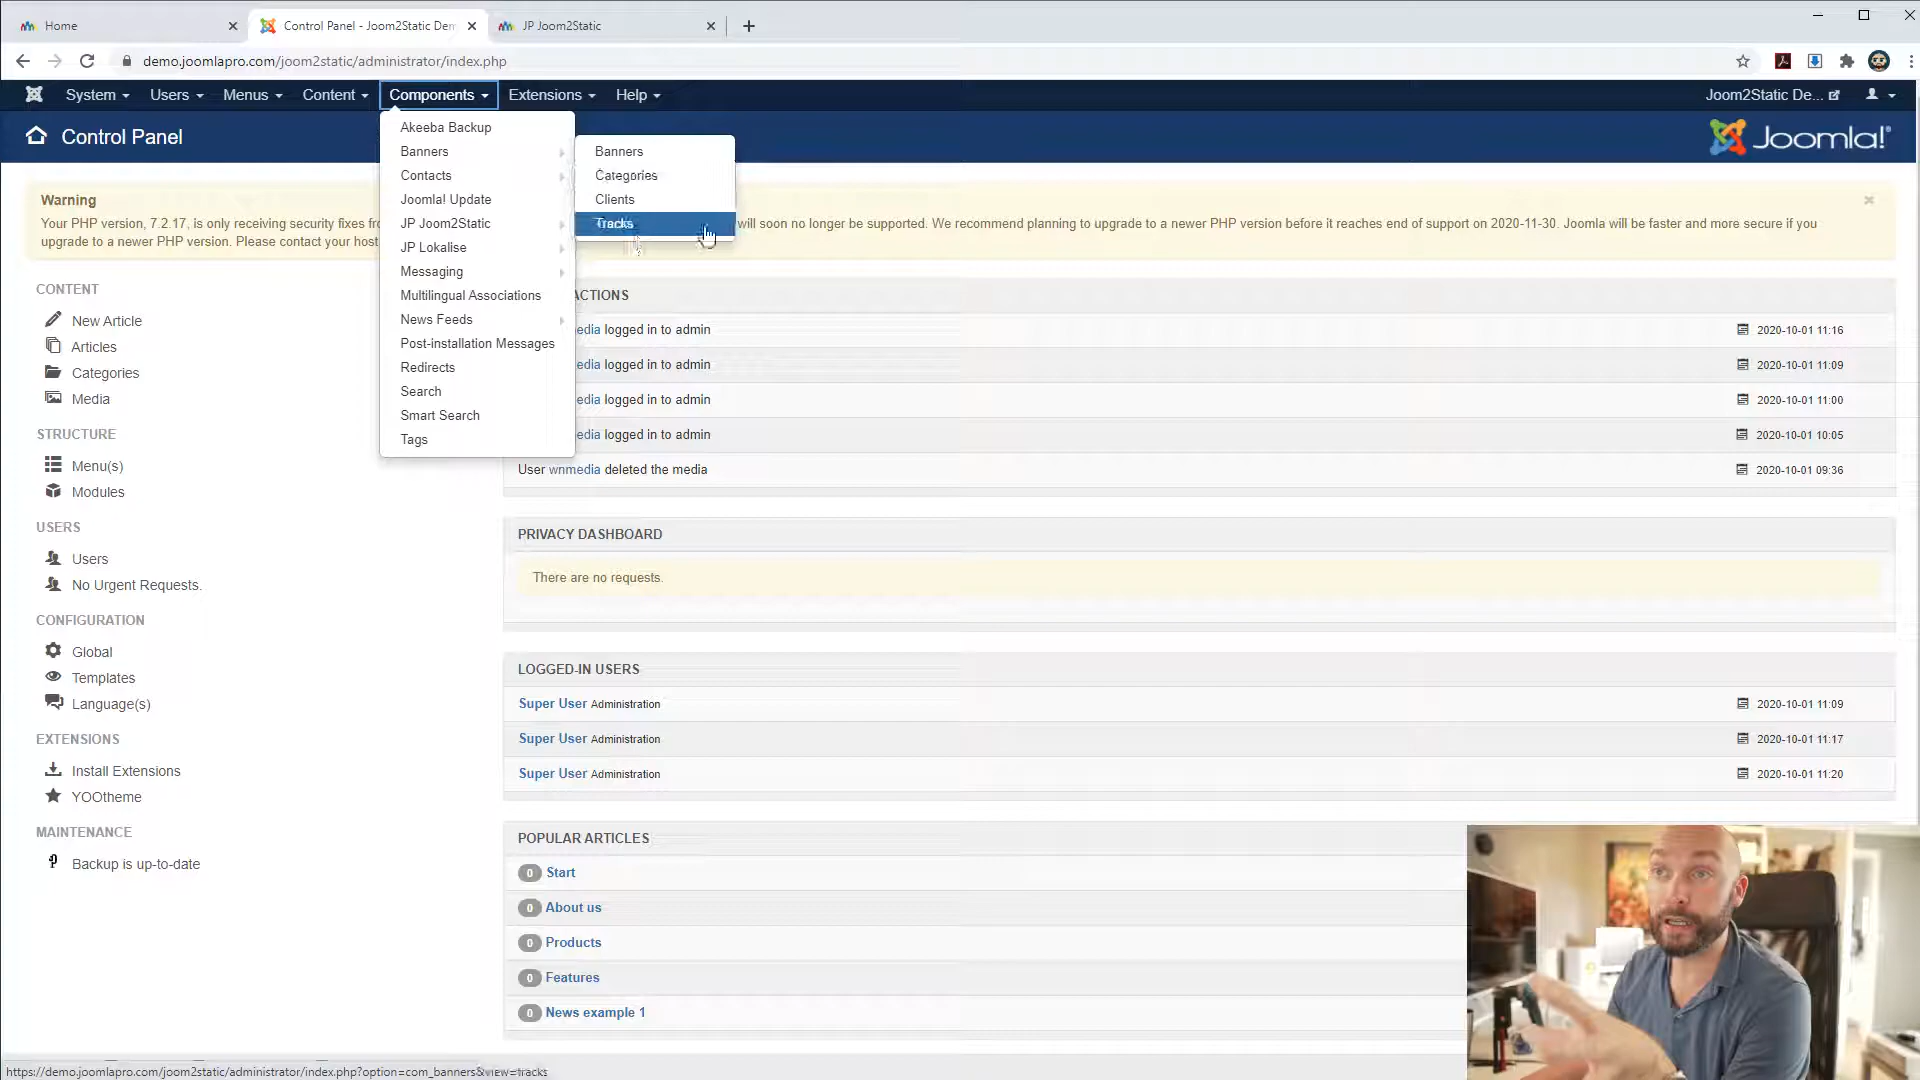 Home
Control Panel - Joom2Static Dem
JP Joom2Static
demo.joomlapro.com/joom2static/administrator/index.php
System Users Menus Content Components Extensions Help
Joom2Static De...
Control Panel
Joomla!
Akeeba Backup
Banners
Contacts
Joomla! Update
JP Joom2Static
JP Lokalise
Messaging
Multilingual Associations
News Feeds
Post-installation Messages
Redirects
Search
Smart Search
Tags
Banners
Categories
Clients
Tracks
Warning
Your PHP version, 7.2.17, is only receiving security fixes will soon no longer be supported. We recommend planning to upgrade to a newer PHP version before it reaches end of support on 2020-11-30. Joomla will be faster and more secure if you
upgrade to a newer PHP version. Please contact your host
CONTENT
New Article
Articles
Categories
Media
STRUCTURE
Menu(s)
Modules
USERS
Users
No Urgent Requests.
CONFIGURATION
Global
Templates
Language(s)
EXTENSIONS
Install Extensions
YOOtheme
MAINTENANCE
Backup is up-to-date
ACTIONS
edia logged in to admin 2020-10-01 11:16
edia logged in to admin 2020-10-01 11:09
edia logged in to admin 2020-10-01 11:00
edia logged in to admin 2020-10-01 10:05
User wnmedia deleted the media 2020-10-01 09:36
PRIVACY DASHBOARD
There are no requests.
LOGGED-IN USERS
Super User Administration 2020-10-01 11:09
Super User Administration 2020-10-01 11:17
Super User Administration 2020-10-01 11:20
POPULAR ARTICLES
0 Start
0 About us
0 Products
0 Features
0 News example 1
https://demo.joomlapro.com/joom2static/administrator/index.php?option=com_banners&view=tracks